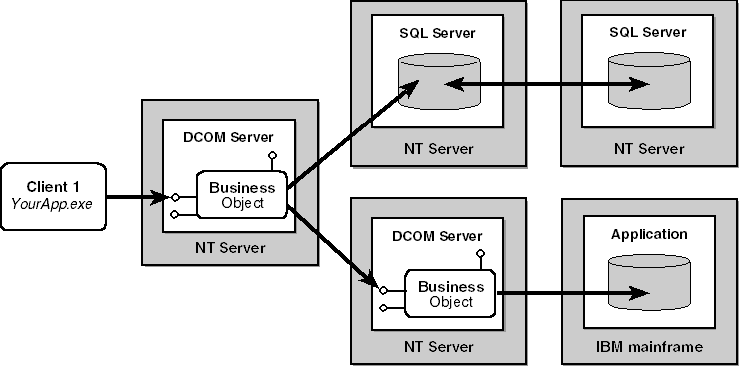 SQL Server
NT Server
SQL Server
NT Server
DCOM Server
Business
Object
NT Server
Client 1
YourApp.exe
DCOM Server
Business
Object
NT Server
Application
IBM mainframe